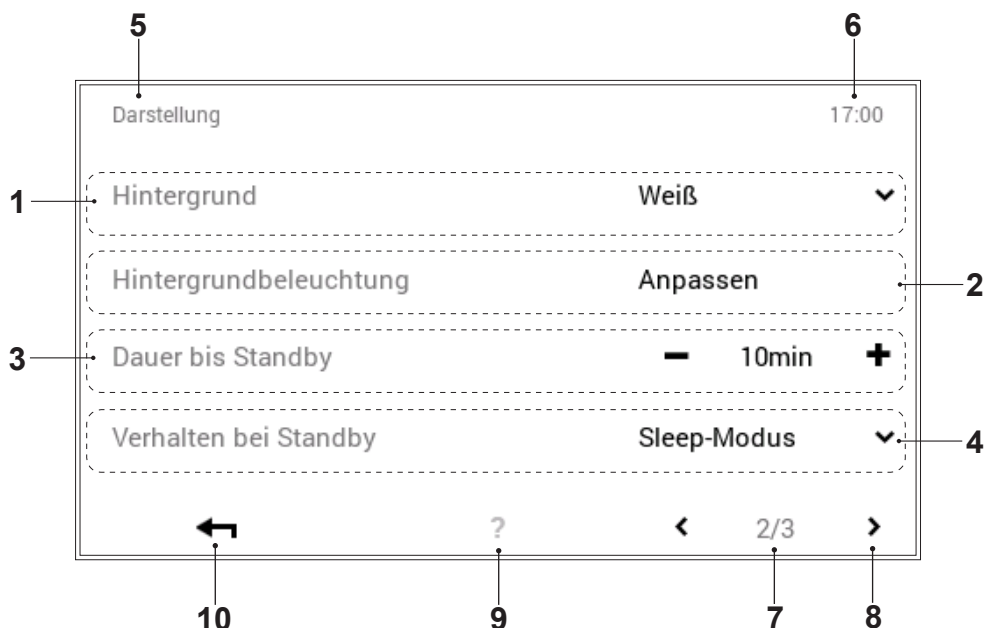 5 6
Darstellung 17:00
1 Hintergrund Weiß
Hintergrundbeleuchtung Anpassen 2
3 Dauer bis Standby − 10min +
Verhalten bei Standby Sleep-Modus 4
? < 2/3 >
10 9 7 8